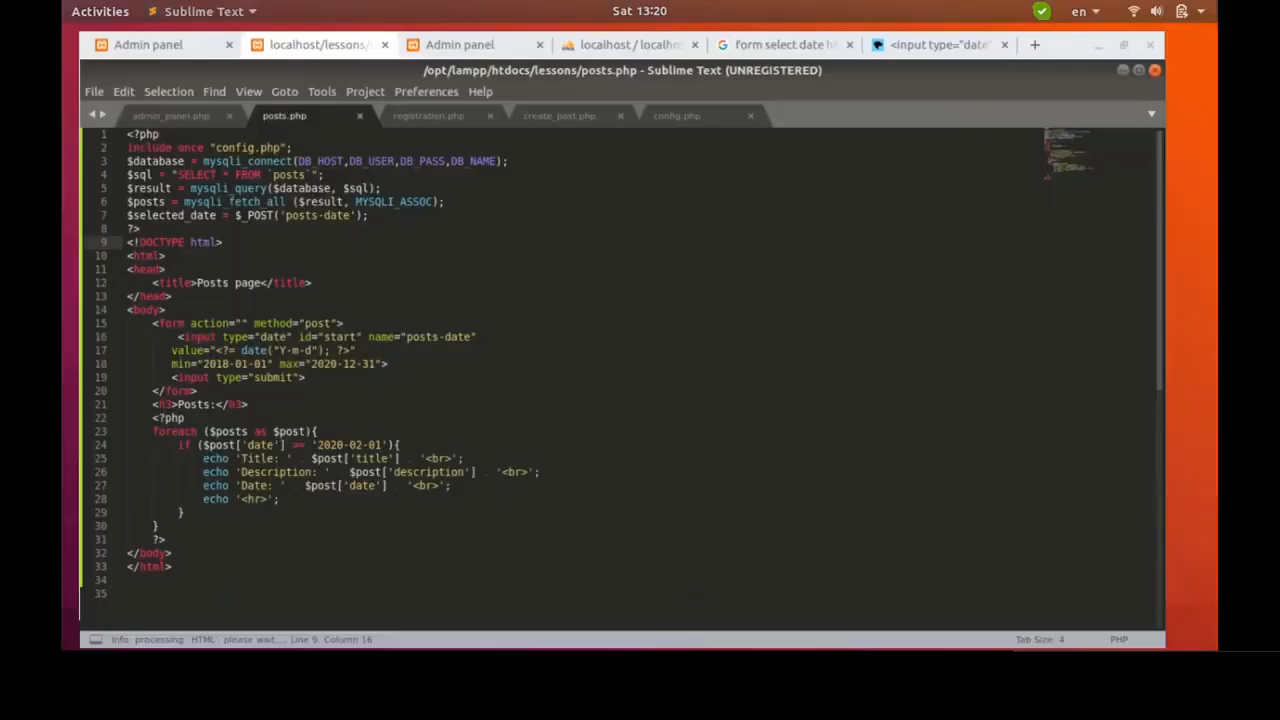 Activities Sublime Text Sat 13:20 en
Admin panel localhost/lessons/ Admin panel localhost / localho form select date h <input type="date"
/opt/lampp/htdocs/lessons/posts.php - Sublime Text (UNREGISTERED)
File Edit Selection Find View Goto Tools Project Preferences Help
admin_panel.php posts.php registration.php create_post.php config.php
1 <?php
2 include_once "config.php";
3 $database = mysqli_connect(DB_HOST,DB_USER,DB_PASS,DB_NAME);
4 $sql = "SELECT * FROM `posts`";
5 $result = mysqli_query($database, $sql);
6 $posts = mysqli_fetch_all ($result, MYSQLI_ASSOC);
7 $selected_date = $_POST('posts-date');
8 ?>
9 <!DOCTYPE html>
10 <html>
11 <head>
12 <title>Posts page</title>
13 </head>
14 <body>
15 <form action="" method="post">
16 <input type="date" id="start" name="posts-date"
17 value="<?= date("Y-m-d"); ?>"
18 min="2018-01-01" max="2020-12-31">
19 <input type="submit">
20 </form>
21 <h3>Posts:</h3>
22 <?php
23 foreach ($posts as $post){
24 if ($post['date'] >= '2020-02-01'){
25 echo 'Title: ' . $post['title'] . '<br>';
26 echo 'Description: ' . $post['description'] . '<br>';
27 echo 'Date: ' . $post['date'] . '<br>';
28 echo '<hr>';
29 }
30 }
31 ?>
32 </body>
33 </html>
34
35
Info: processing `HTML`: please wait..., Line 9, Column 16 Tab Size: 4 PHP